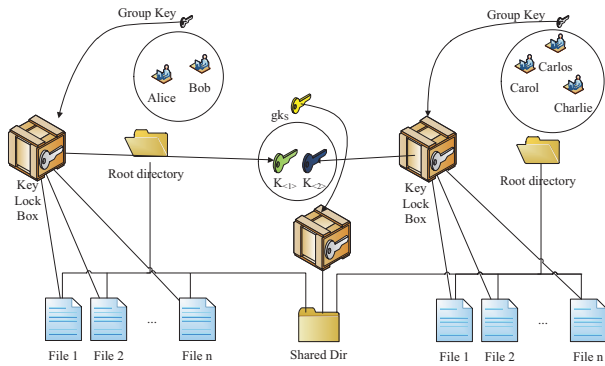 Group Key
Group Key
Alice
Bob
Carlos
Carol
Charlie
gks
Root directory
K<1>
K<2>
Root directory
Key
Lock
Box
Key
Lock
Box
...
...
File 1
File 2
File n
Shared Dir
File 1
File 2
File n